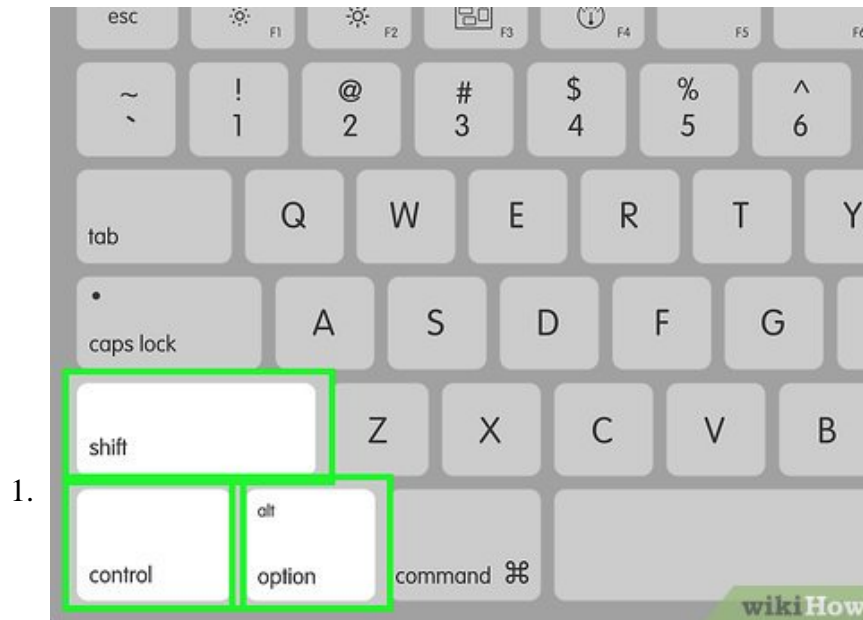 esc F1 F2 F3 F4 F5 F6
~ ! @ # $ % ^
` 1 2 3 4 5 6
tab Q W E R T Y
caps lock A S D F G
shift Z X C V B
1.
alt
control option command ⌘
wikiHow